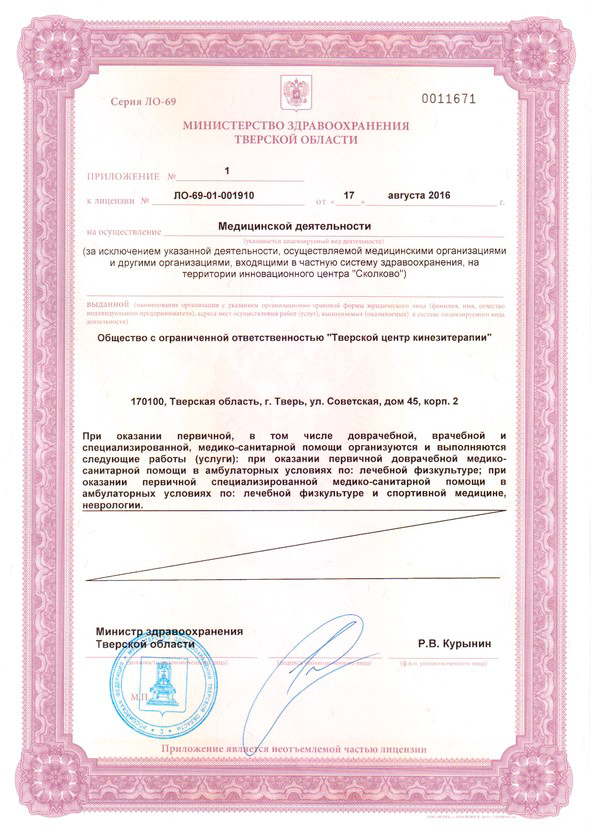 Серия ЛО-69
0011671
МИНИСТЕРСТВО ЗДРАВООХРАНЕНИЯ
ТВЕРСКОЙ ОБЛАСТИ
ПРИЛОЖЕНИЕ № 1
к лицензии № ЛО-69-01-001910 от « 17 » августа 2016 г.
на осуществление Медицинской деятельности
(указывается лицензируемый вид деятельности)
(за исключением указанной деятельности, осуществляемой медицинскими организациями
и другими организациями, входящими в частную систему здравоохранения, на
территории инновационного центра "Сколково")
выданной (наименование организации с указанием организационно-правовой формы юридического лица (фамилия, имя, отчество
индивидуального предпринимателя), адреса мест осуществления работ (услуг), выполняемых (оказываемых) в составе лицензируемого вида
деятельности)
Общество с ограниченной ответственностью "Тверской центр кинезитерапии"
170100, Тверская область, г. Тверь, ул. Советская, дом 45, корп. 2
При оказании первичной, в том числе доврачебной, врачебной и
специализированной, медико-санитарной помощи организуются и выполняются
следующие работы (услуги): при оказании первичной доврачебной медико-
санитарной помощи в амбулаторных условиях по: лечебной физкультуре; при
оказании первичной специализированной медико-санитарной помощи в
амбулаторных условиях по: лечебной физкультуре и спортивной медицине,
неврологии.
Министр здравоохранения
Тверской области
Р.В. Курынин
(должность уполномоченного лица) (подпись уполномоченного лица) (ф.и.о. уполномоченного лица)
М.П.
Приложение является неотъемлемой частью лицензии